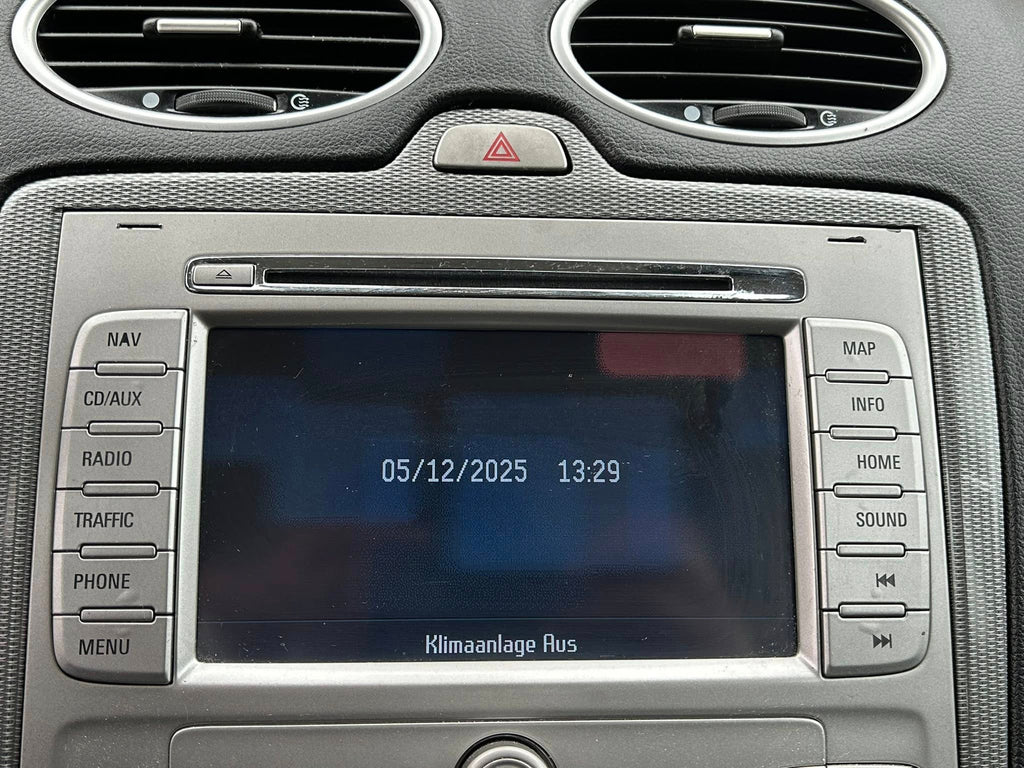 NAV
CD/AUX
RADIO
TRAFFIC
PHONE
MENU
05/12/2025 13:29
Klimaanlage Aus
MAP
INFO
HOME
SOUND